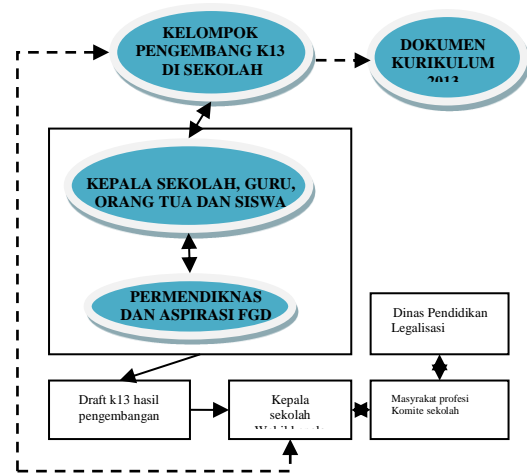 KELOMPOK
PENGEMBANG K13
DI SEKOLAH
DOKUMEN
KURIKULUM
2013
KEPALA SEKOLAH, GURU,
ORANG TUA DAN SISWA
PERMENDIKNAS
DAN ASPIRASI FGD
Dinas Pendidikan
Legalisasi
Draft k13 hasil
pengembangan
Kepala
sekolah
Masyrakat profesi
Komite sekolah